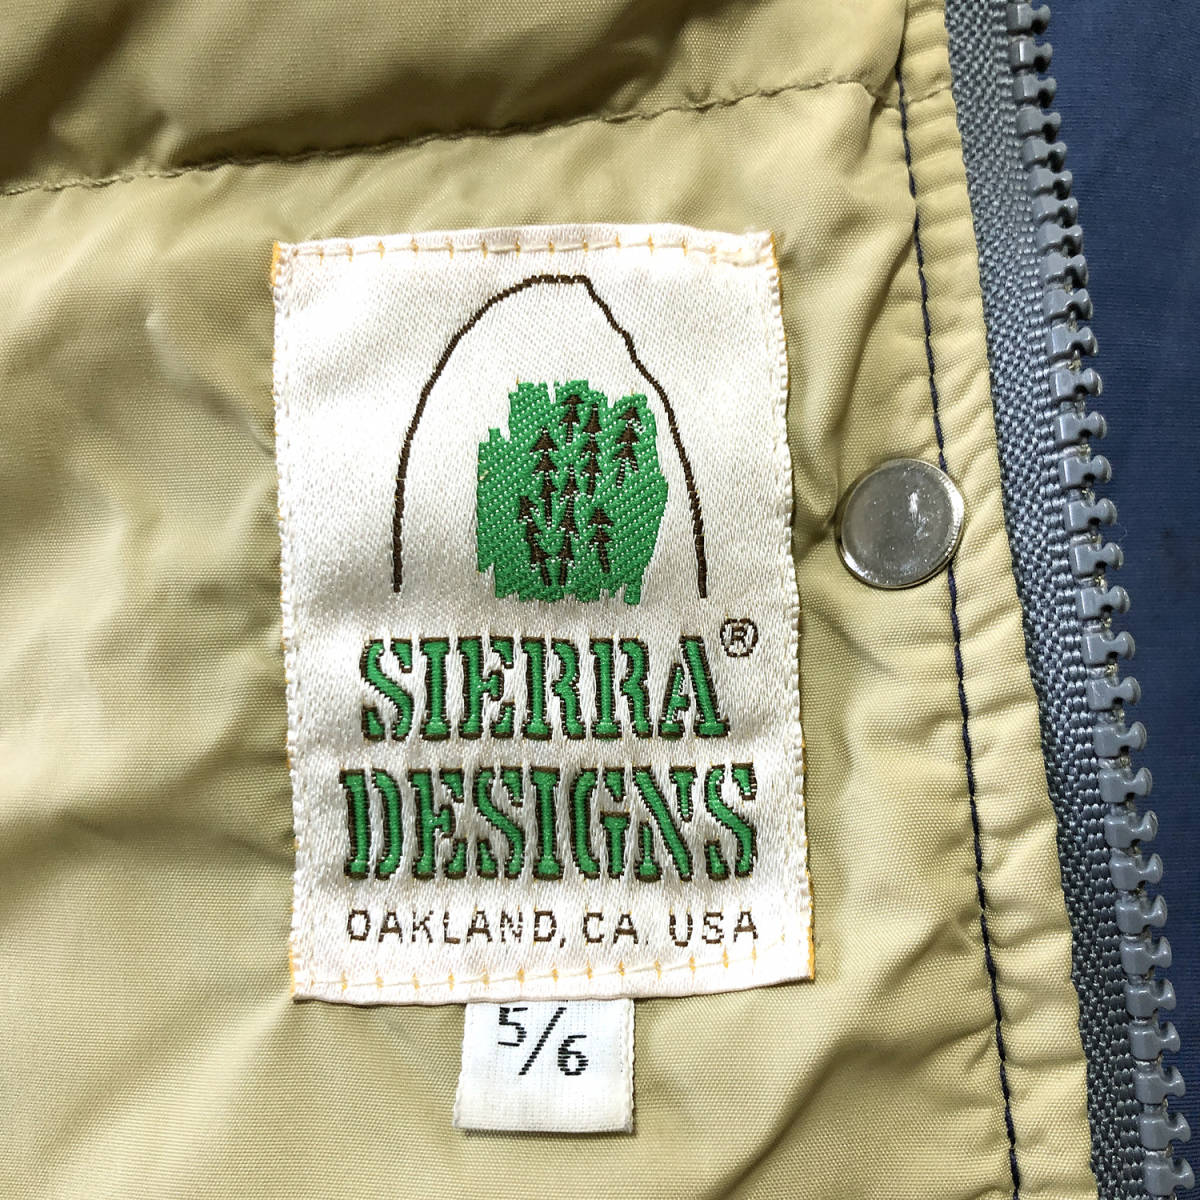 SIERRA®
DESIGNS
OAKLAND, CA. USA
5/6